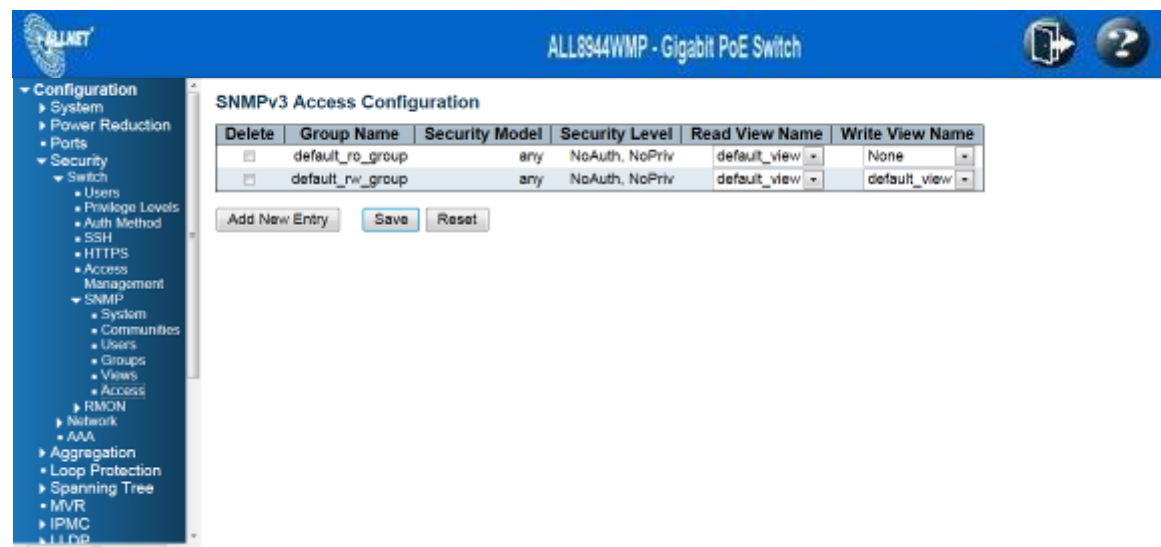 ALLNET
ALL8944WMP - Gigabit PoE Switch
?
Configuration
System
Power Reduction
Ports
Security
Switch
Users
Privilege Levels
Auth Method
SSH
HTTPS
Access
Management
SNMP
System
Communities
Users
Groups
Views
Access
RMON
Network
AAA
Aggregation
Loop Protection
Spanning Tree
MVR
IPMC
LLDP
SNMPv3 Access Configuration
Delete Group Name Security Model Security Level Read View Name Write View Name
default_ro_group any NoAuth, NoPriv default_view None
default_rw_group any NoAuth, NoPriv default_view default_view
Add New Entry Save Reset